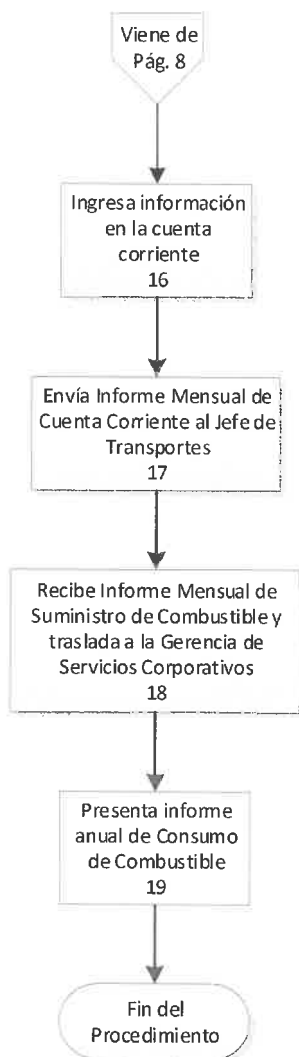 Viene de
Pág. 8
Ingresa información
en la cuenta
corriente
16
Envía Informe Mensual de
Cuenta Corriente al Jefe de
Transportes
17
Recibe Informe Mensual de
Suministro de Combustible y
traslada a la Gerencia de
Servicios Corporativos
18
Presenta informe
anual de Consumo
de Combustible
19
Fin del
Procedimiento